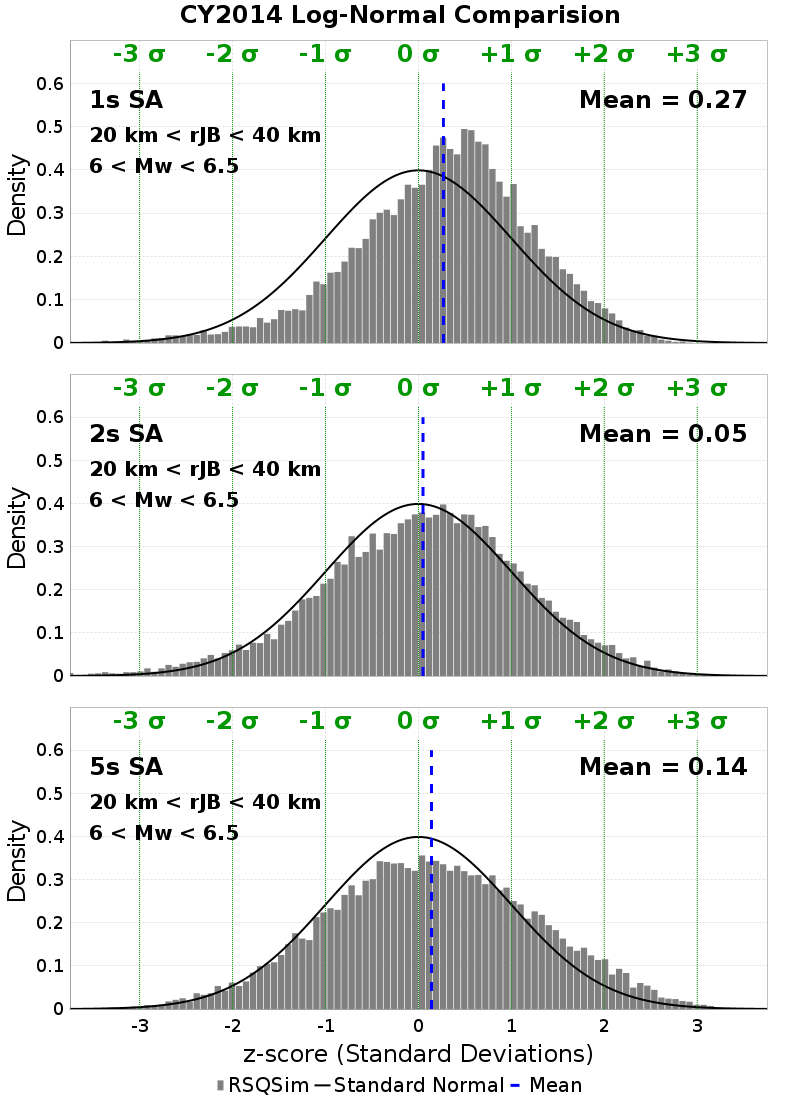 CY2014 Log-Normal Comparision
-3 σ -2 σ -1 σ 0 σ +1 σ +2 σ +3 σ
1s SA
Mean = 0.27
20 km < rJB < 40 km
6 < Mw < 6.5
Density
0.6
0.5
0.4
0.3
0.2
0.1
0
-3 σ -2 σ -1 σ 0 σ +1 σ +2 σ +3 σ
2s SA
Mean = 0.05
20 km < rJB < 40 km
6 < Mw < 6.5
Density
0.6
0.5
0.4
0.3
0.2
0.1
0
-3 σ -2 σ -1 σ 0 σ +1 σ +2 σ +3 σ
5s SA
Mean = 0.14
20 km < rJB < 40 km
6 < Mw < 6.5
Density
0.6
0.5
0.4
0.3
0.2
0.1
0
-3 -2 -1 0 1 2 3
z-score (Standard Deviations)
RSQSim Standard Normal Mean